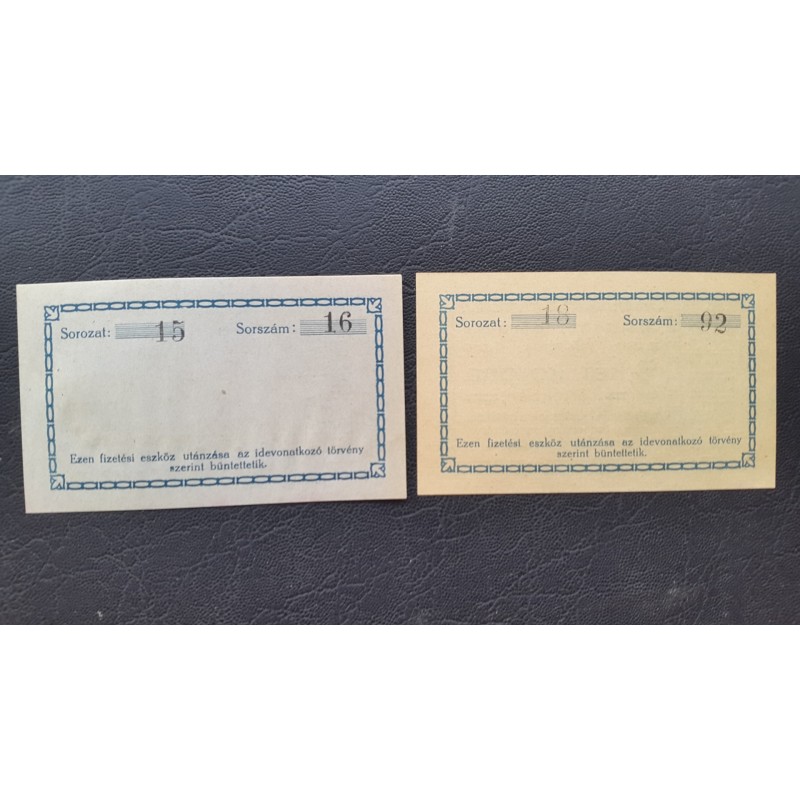 Sorozat: 15 Sorszám: 16
Ezen fizetési eszköz utánzása az idevonatkozó törvény
szerint büntettetik.
Sorozat: 18 Sorszám: 92
Ezen fizetési eszköz utánzása az idevonatkozó törvény
szerint büntettetik.